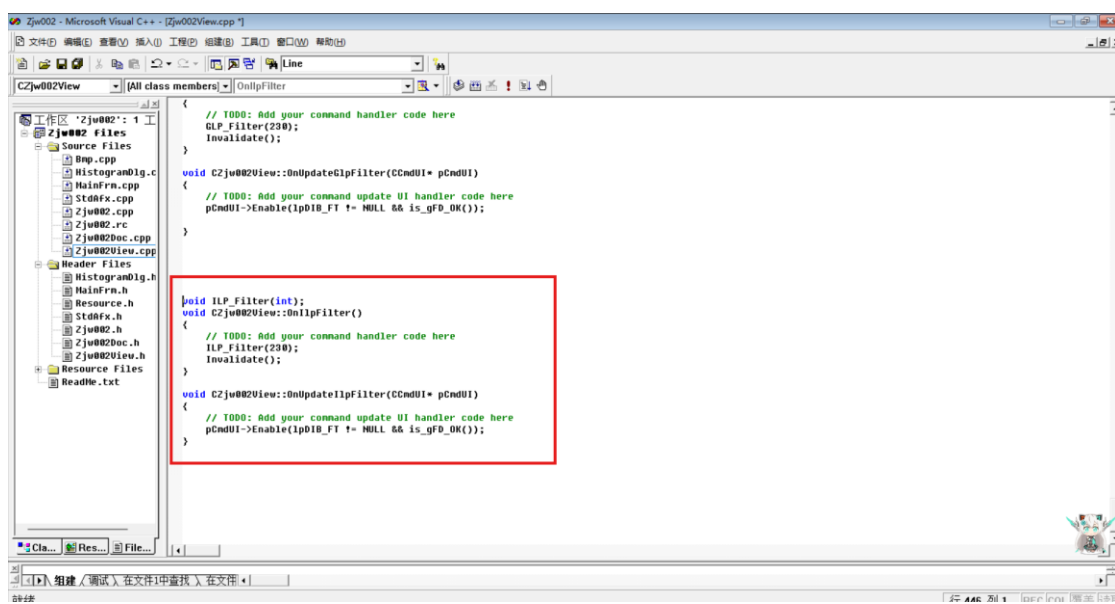 Zjw002 - Microsoft Visual C++ - [Zjw002View.cpp *]
文件(F) 编辑(E) 查看(V) 插入(I) 工程(P) 组建(B) 工具(T) 窗口(W) 帮助(H)
Line
CZjw002View [All class members] OnIlpFilter
工作区 'Zjw002': 1 工
Zjw002 files
Source Files
Bmp.cpp
HistogramDlg.c
MainFrm.cpp
StdAfx.cpp
Zjw002.cpp
Zjw002.rc
Zjw002Doc.cpp
Zjw002View.cpp
Header Files
HistogramDlg.h
MainFrm.h
Resource.h
StdAfx.h
Zjw002.h
Zjw002Doc.h
Zjw002View.h
Resource Files
ReadMe.txt
Cla... Res... File...
{
// TODO: Add your command handler code here
GLP_Filter(230);
Invalidate();
}
void CZjw002View::OnUpdateGlpFilter(CCmdUI* pCmdUI)
{
// TODO: Add your command update UI handler code here
pCmdUI->Enable(lpDIB_FT != NULL && is_gFD_OK());
}
void ILP_Filter(int);
void CZjw002View::OnIlpFilter()
{
// TODO: Add your command handler code here
ILP_Filter(230);
Invalidate();
}
void CZjw002View::OnUpdateIlpFilter(CCmdUI* pCmdUI)
{
// TODO: Add your command update UI handler code here
pCmdUI->Enable(lpDIB_FT != NULL && is_gFD_OK());
}
组建 调试 在文件1中查找 在文件
就绪
行 446, 列 1 REC COL 覆盖